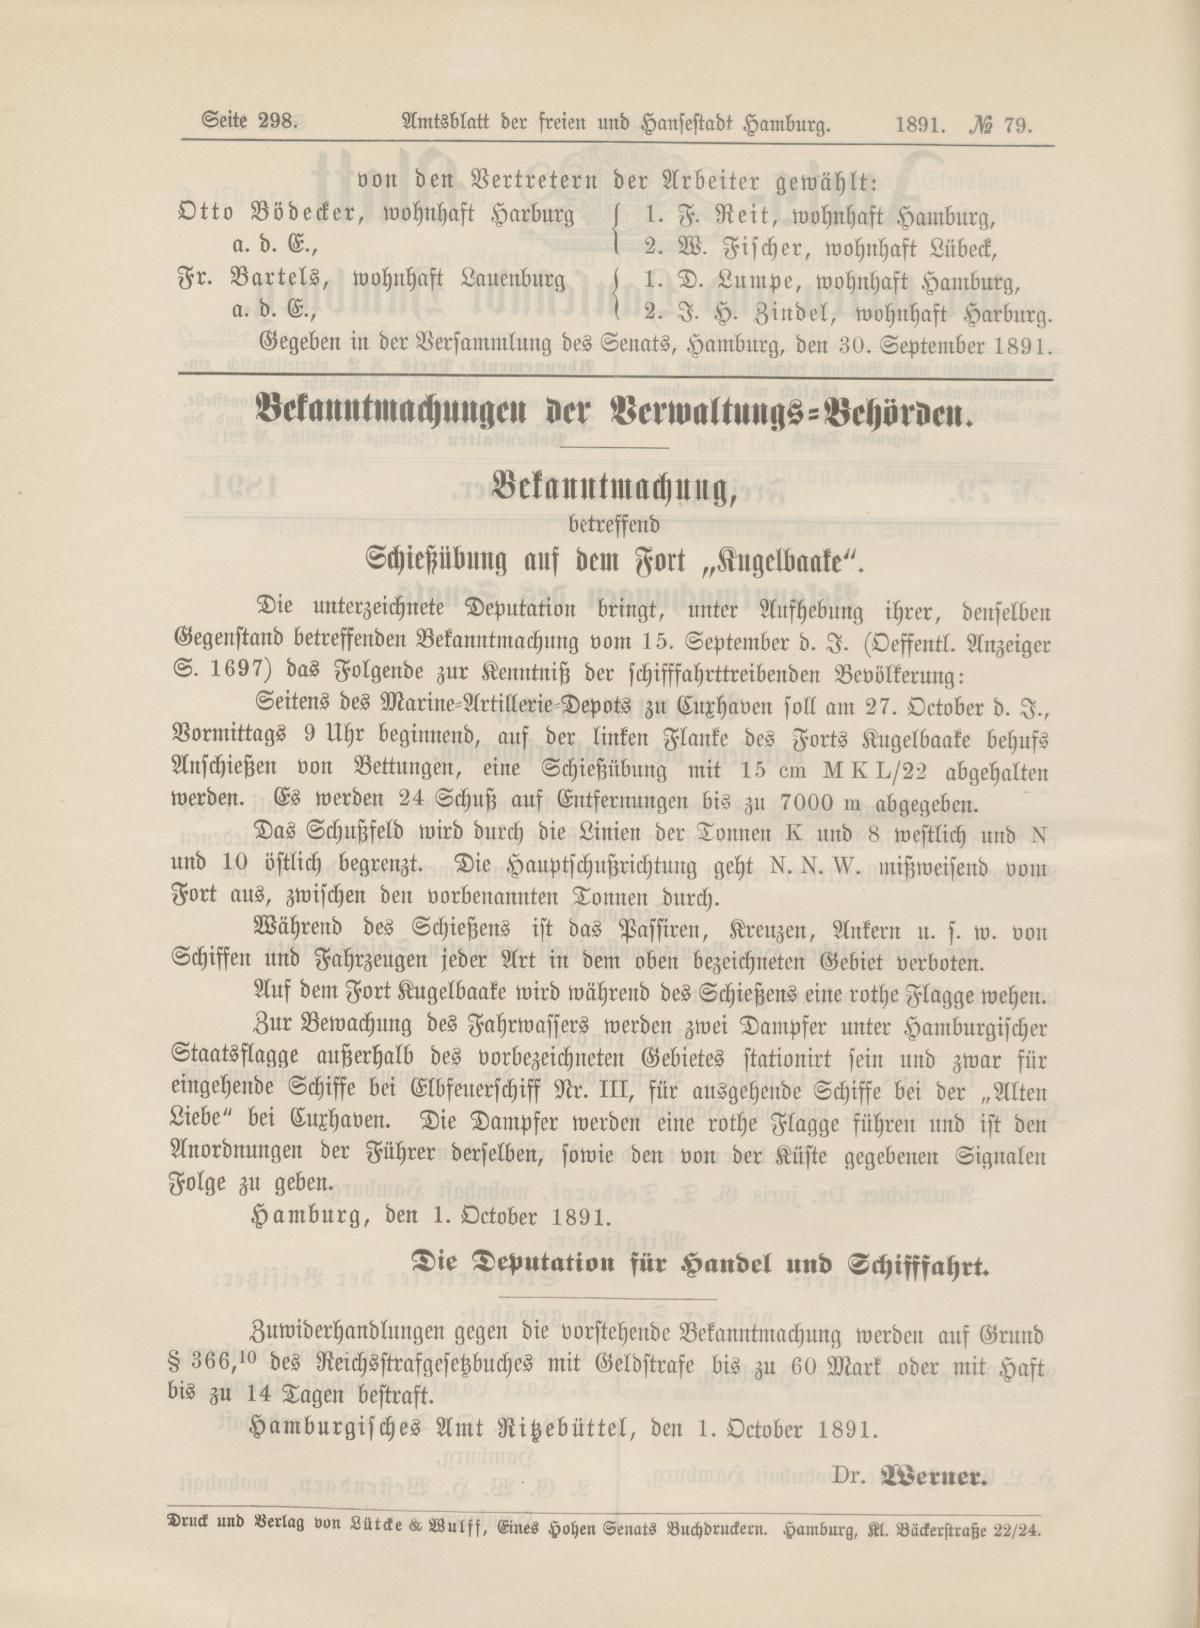 Seite 298. Amtsblatt der freien und Hansestadt Hamburg. 1891. № 79.
von den Vertretern der Arbeiter gewählt:
Otto Bödecker, wohnhaft Harburg { 1. F. Reit, wohnhaft Hamburg,
a. d. E., 2. W. Fischer, wohnhaft Lübeck,
Fr. Bartels, wohnhaft Lauenburg { 1. D. Lumpe, wohnhaft Hamburg,
a. d. E., 2. J. H. Zindel, wohnhaft Harburg.
Gegeben in der Versammlung des Senats, Hamburg, den 30. September 1891.
Bekanntmachungen der Verwaltungs-Behörden.
Bekanntmachung,
betreffend
Schießübung auf dem Fort „Kugelbaake“.
Die unterzeichnete Deputation bringt, unter Aufhebung ihrer, denselben
Gegenstand betreffenden Bekanntmachung vom 15. September d. J. (Oeffentl. Anzeiger
S. 1697) das Folgende zur Kenntniß der schifffahrttreibenden Bevölkerung:
Seitens des Marine-Artillerie-Depots zu Cuxhaven soll am 27. October d. J.,
Vormittags 9 Uhr beginnend, auf der linken Flanke des Forts Kugelbaake behufs
Anschießen von Bettungen, eine Schießübung mit 15 cm M K L/22 abgehalten
werden. Es werden 24 Schuß auf Entfernungen bis zu 7000 m abgegeben.
Das Schußfeld wird durch die Linien der Tonnen K und 8 westlich und N
und 10 östlich begrenzt. Die Hauptschußrichtung geht N. N. W. mißweisend vom
Fort aus, zwischen den vorbenannten Tonnen durch.
Während des Schießens ist das Passiren, Kreuzen, Ankern u. s. w. von
Schiffen und Fahrzeugen jeder Art in dem oben bezeichneten Gebiet verboten.
Auf dem Fort Kugelbaake wird während des Schießens eine rothe Flagge wehen.
Zur Bewachung des Fahrwassers werden zwei Dampfer unter Hamburgischer
Staatsflagge außerhalb des vorbezeichneten Gebietes stationirt sein und zwar für
eingehende Schiffe bei Elbfeuerschiff Nr. III, für ausgehende Schiffe bei der „Alten
Liebe“ bei Cuxhaven. Die Dampfer werden eine rothe Flagge führen und ist den
Anordnungen der Führer derselben, sowie den von der Küste gegebenen Signalen
Folge zu geben.
Hamburg, den 1. October 1891.
Die Deputation für Handel und Schifffahrt.
Zuwiderhandlungen gegen die vorstehende Bekanntmachung werden auf Grund
§ 366,¹⁰ des Reichsstrafgesetzbuches mit Geldstrafe bis zu 60 Mark oder mit Haft
bis zu 14 Tagen bestraft.
Hamburgisches Amt Ritzebüttel, den 1. October 1891.
Dr. Werner.
Druck und Verlag von Lütcke & Wulff, Eines Hohen Senats Buchdruckern. Hamburg, Kl. Bäckerstraße 22/24.